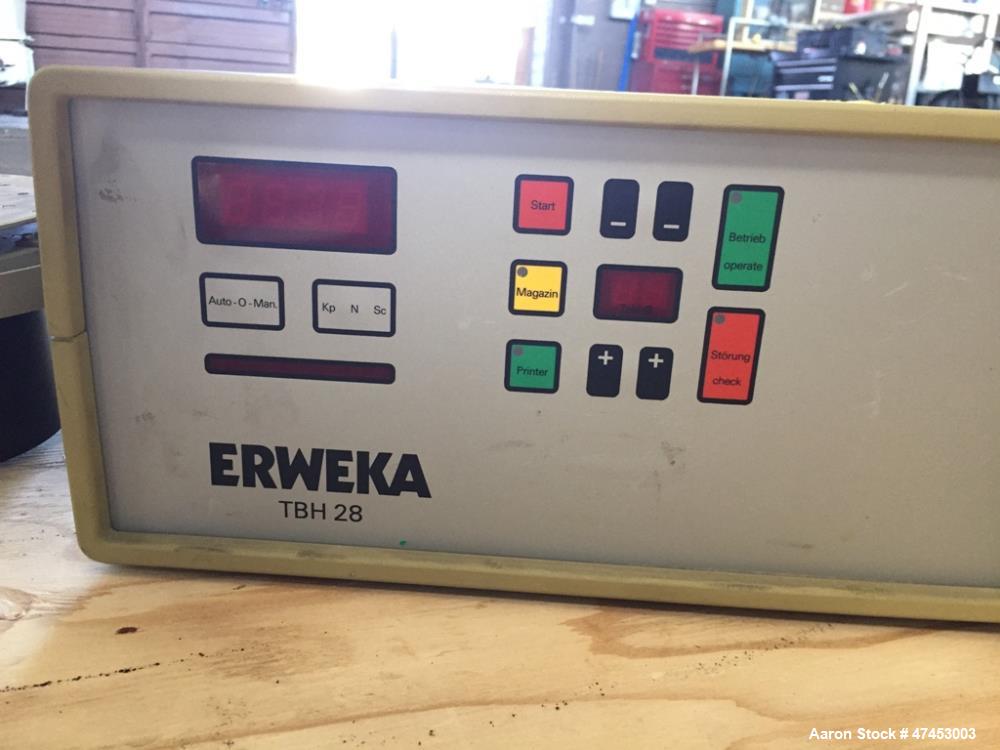 Start
− −
Betrieb
operate
Auto-O-Man.
Kp N Sc
Magazin
Printer
+ +
Störung
check
ERWEKA
TBH 28
Aaron Stock # 47453003